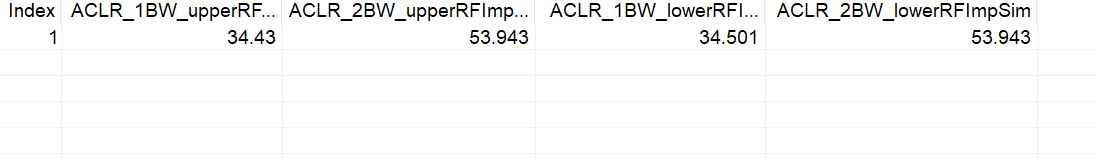 Index ACLR_1BW_upperRF... ACLR_2BW_upperRFImp... ACLR_1BW_lowerRFI... ACLR_2BW_lowerRFImpSim
1 34.43 53.943 34.501 53.943